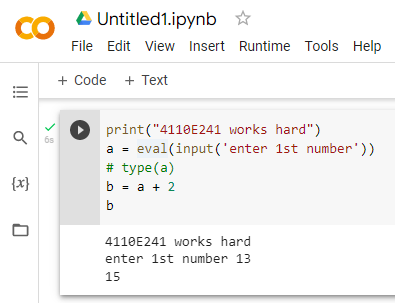 Untitled1.ipynb
File Edit View Insert Runtime Tools Help
+ Code + Text
6s
print("4110E241 works hard")
a = eval(input('enter 1st number'))
# type(a)
b = a + 2
b
{x}
4110E241 works hard
enter 1st number 13
15